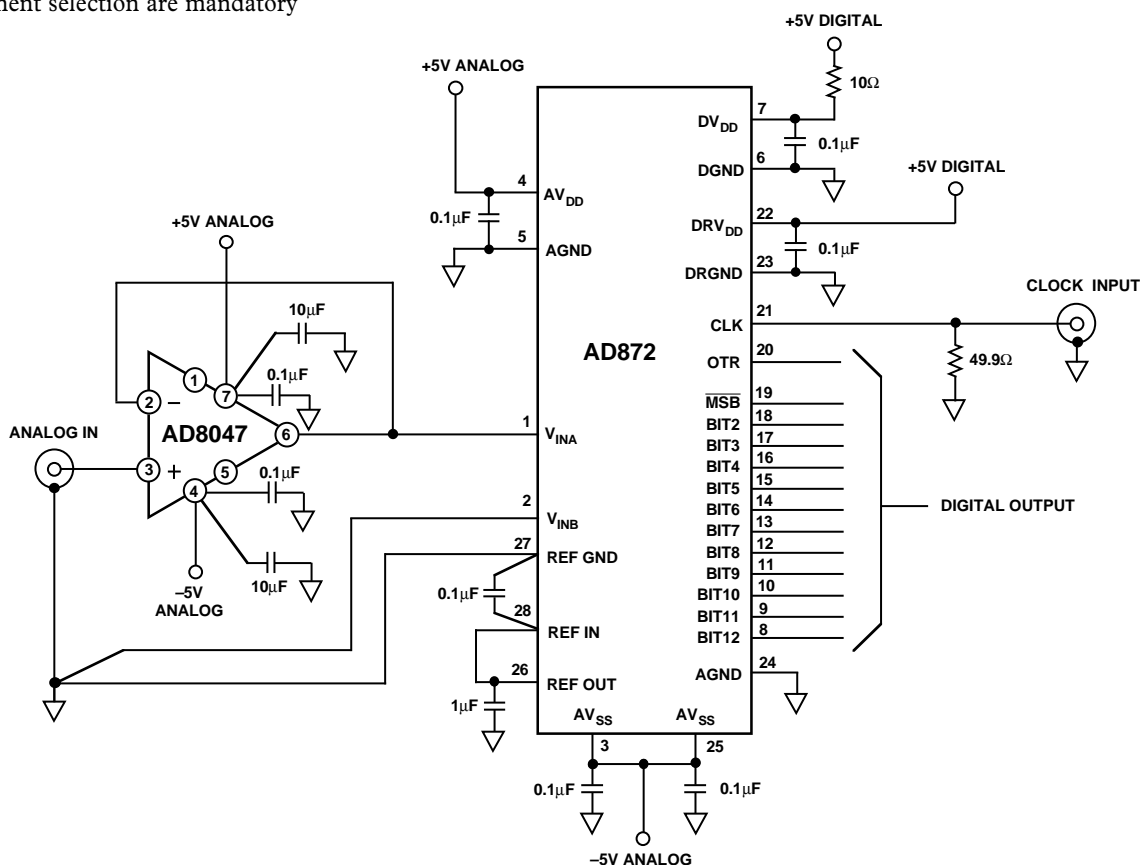 ment selection are mandatory
+5V DIGITAL
10Ω
+5V ANALOG
7
DVDD
0.1μF
6
DGND
+5V DIGITAL
4
AVDD
0.1μF
5
AGND
22
DRVDD
0.1μF
23
DRGND
+5V ANALOG
CLOCK INPUT
21
CLK
49.9Ω
10μF
0.1μF
AD872
20
OTR
1
7
2
−
AD8047
6
ANALOG IN
3
+
5
4
0.1μF
10μF
–5V
ANALOG
1
VINA
2
VINB
27
REF GND
0.1μF
28
REF IN
26
REF OUT
1μF
19
MSB
18
BIT2
17
BIT3
16
BIT4
15
BIT5
14
BIT6
13
BIT7
12
BIT8
11
BIT9
10
BIT10
9
BIT11
8
BIT12
DIGITAL OUTPUT
24
AGND
AVSS
AVSS
3
25
0.1μF
0.1μF
–5V ANALOG